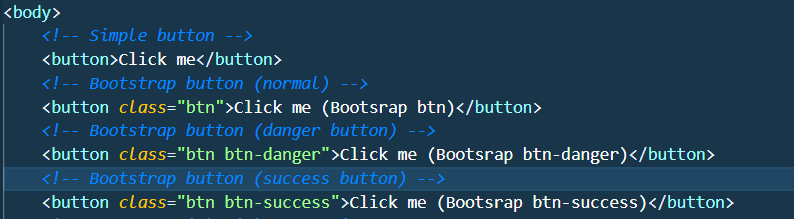 <body>
<!-- Simple button -->
<button>Click me</button>
<!-- Bootstrap button (normal) -->
<button class="btn">Click me (Bootsrap btn)</button>
<!-- Bootstrap button (danger button) -->
<button class="btn btn-danger">Click me (Bootsrap btn-danger)</button>
<!-- Bootstrap button (success button) -->
<button class="btn btn-success">Click me (Bootsrap btn-success)</button>